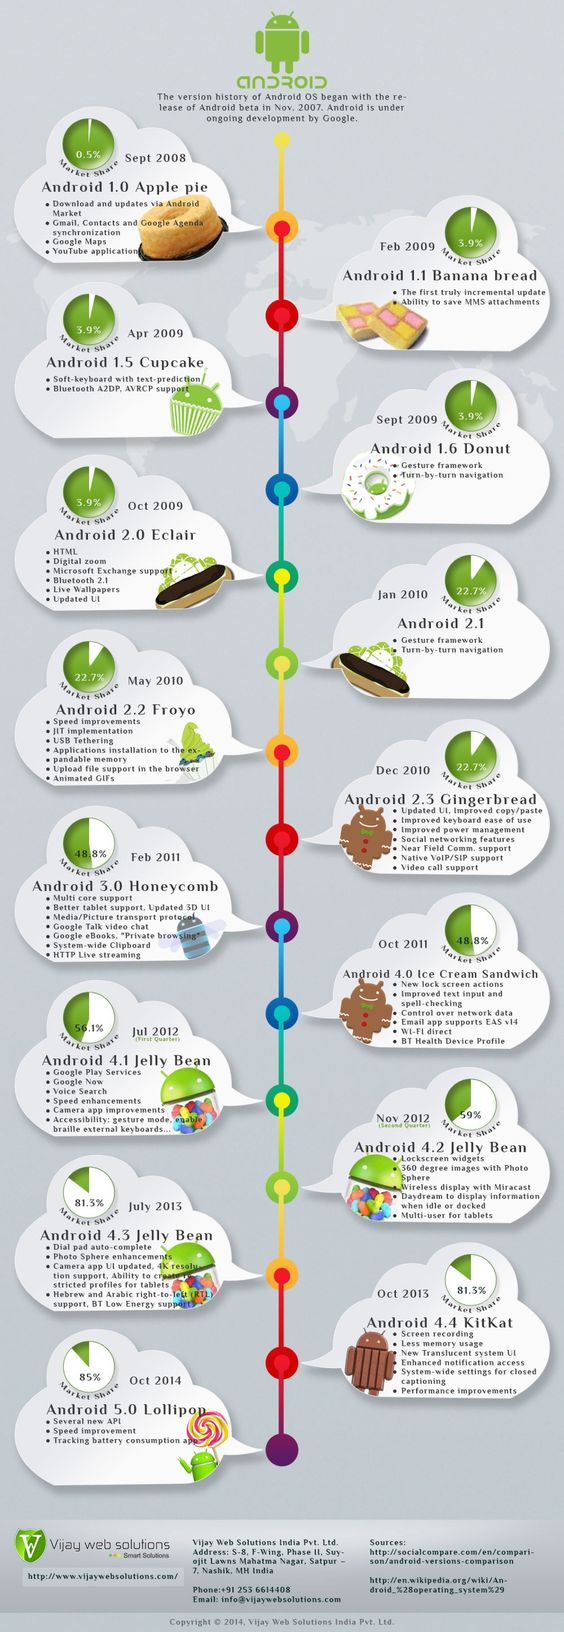 ANDROID
The version history of Android OS began with the re-
lease of Android beta in Nov. 2007. Android is under
ongoing development by Google.
0.5%
Market Share
Sept 2008
Android 1.0 Apple pie
Download and updates via Android
Market
Gmail, Contacts and Google Agenda
synchronization
Google Maps
YouTube application
3.9%
Market Share
Feb 2009
Android 1.1 Banana bread
The first truly incremental update
Ability to save MMS attachments
3.9%
Market Share
Apr 2009
Android 1.5 Cupcake
Soft-keyboard with text-prediction
Bluetooth A2DP, AVRCP support
3.9%
Market Share
Sept 2009
Android 1.6 Donut
Gesture framework
Turn-by-turn navigation
3.9%
Market Share
Oct 2009
Android 2.0 Eclair
HTML
Digital zoom
Microsoft Exchange support
Bluetooth 2.1
Live Wallpapers
Updated UI
22.7%
Market Share
Jan 2010
Android 2.1
Gesture framework
Turn-by-turn navigation
22.7%
Market Share
May 2010
Android 2.2 Froyo
Speed improvements
JIT implementation
USB Tethering
Applications installation to the ex-
pandable memory
Upload file support in the browser
Animated GIFs
22.7%
Market Share
Dec 2010
Android 2.3 Gingerbread
Updated UI, Improved copy/paste
Improved keyboard ease of use
Improved power management
Social networking features
Near Field Comm. support
Native VoIP/SIP support
Video call support
48.8%
Market Share
Feb 2011
Android 3.0 Honeycomb
Multi core support
Better tablet support, Updated 3D UI
Media/Picture transport protocol
Google Talk video chat
Google eBooks, "Private browsing"
System-wide Clipboard
HTTP Live streaming
48.8%
Market Share
Oct 2011
Android 4.0 Ice Cream Sandwich
New lock screen actions
Improved text input and
spell-checking
Control over network data
Email app supports EAS v14
WI-FI direct
BT Health Device Profile
56.1%
Market Share
Jul 2012
(First Quarter)
Android 4.1 Jelly Bean
Google Play Services
Google Now
Voice Search
Speed enhancements
Camera app improvements
Accessibility: gesture mode, enable
braille external keyboards...
59%
Market Share
Nov 2012
(Second Quarter)
Android 4.2 Jelly Bean
Lockscreen widgets
360 degree images with Photo
Sphere
Wireless display with Miracast
Daydream to display information
when idle or docked
Multi-user for tablets
81.3%
Market Share
July 2013
Android 4.3 Jelly Bean
Dial pad auto-complete
Photo Sphere enhancements
Camera app UI updated, 4K resolu-
tion support, Ability to create re-
stricted profiles for tablets
Hebrew and Arabic right-to-left (RTL)
support, BT Low Energy support
81.3%
Market Share
Oct 2013
Android 4.4 KitKat
Screen recording
Less memory usage
New Translucent system UI
Enhanced notification access
System-wide settings for closed
captioning
Performance improvements
85%
Market Share
Oct 2014
Android 5.0 Lollipop
Several new API
Speed improvement
Tracking battery consumption app
Vijay web solutions
Smart Solutions
http://www.vijaywebsolutions.com/
Vijay Web Solutions India Pvt. Ltd.
Address: S-8, F-Wing, Phase II, Suy-
ojit Lawns Mahatma Nagar, Satpur –
7, Nashik, MH India
Phone:+91 253 6614408
Email: info@vijaywebsolutions.com
Sources:
http://socialcompare.com/en/compari-
son/android-versions-comparison
http://en.wikipedia.org/wiki/An-
droid_%28operating_system%29
Copyright © 2014, Vijay Web Solutions India Pvt. Ltd.